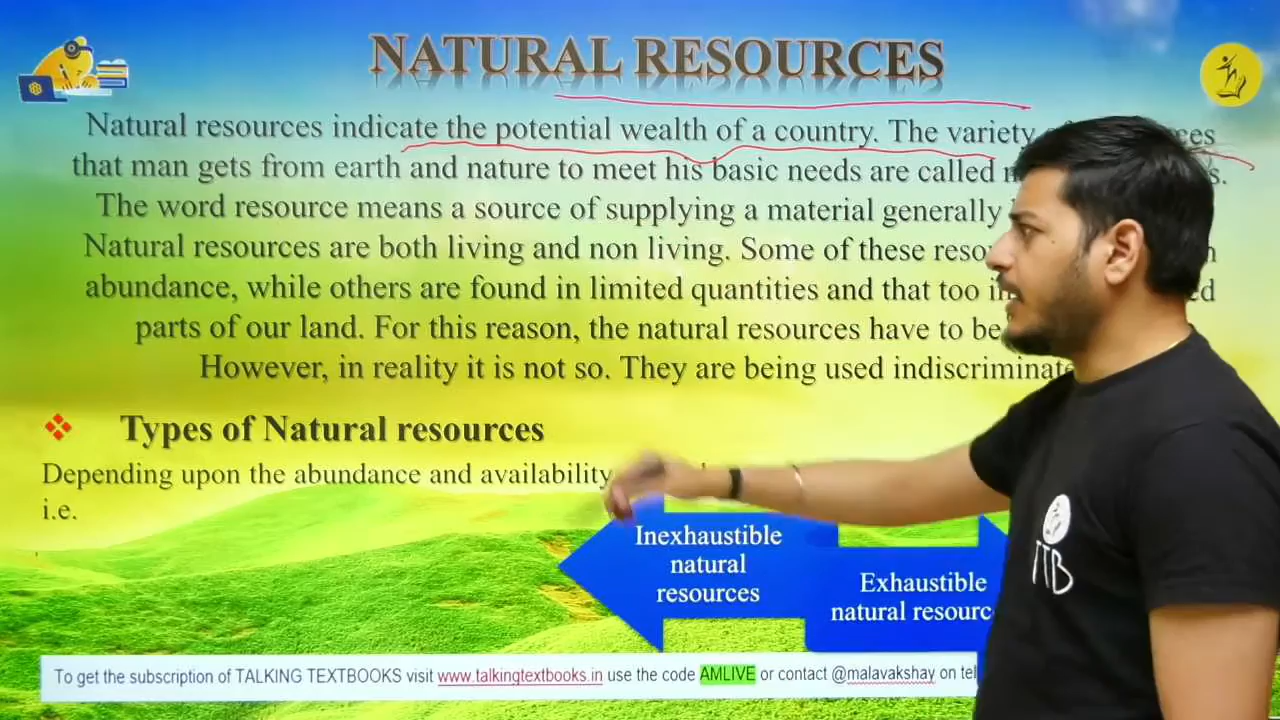 NATURAL RESOURCES
Natural resources indicate the potential wealth of a country. The variety
that man gets from earth and nature to meet his basic needs are called
The word resource means a source of supplying a material generally
Natural resources are both living and non living. Some of these
abundance, while others are found in limited quantities and that too
parts of our land. For this reason, the natural resources have to be
However, in reality it is not so. They are being used
Types of Natural resources
Depending upon the abundance and availability
i.e.
Inexhaustible
natural
resources
Exhaustible
natural
TTB
To get the subscription of TALKING TEXTBOOKS visit www.talkingtextbooks.in use the code AMLIVE or contact @malavakshay on